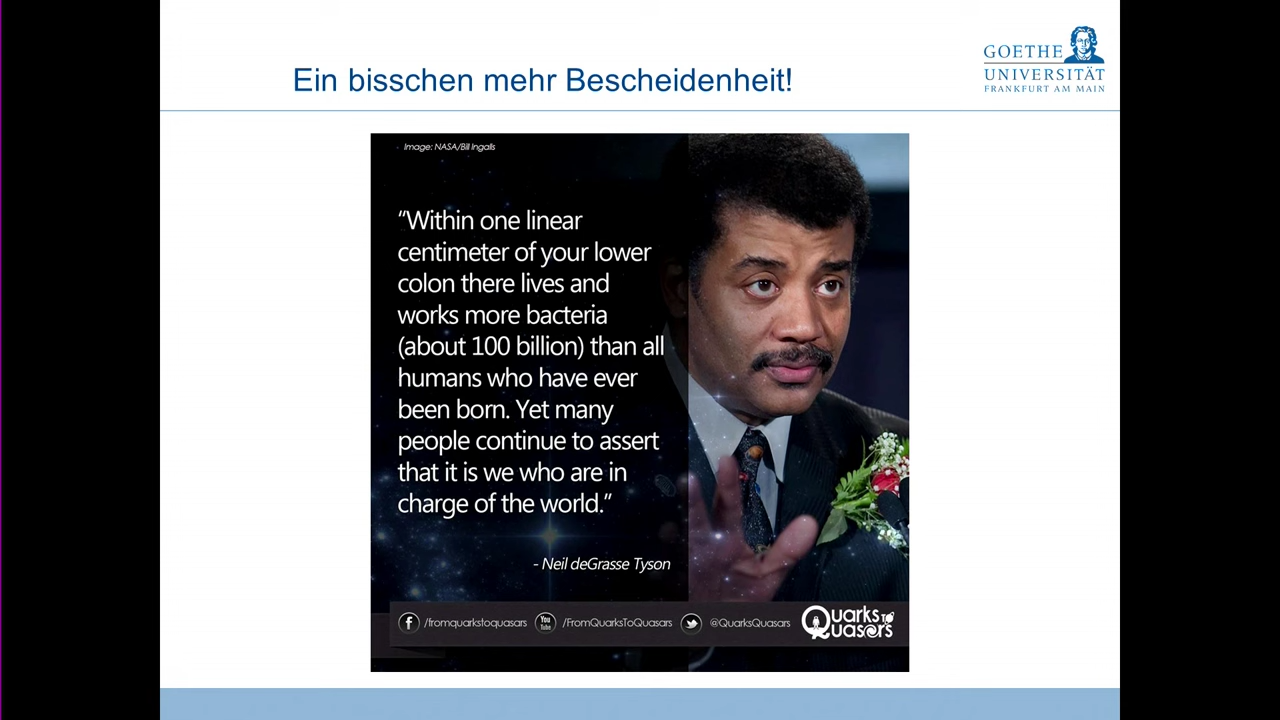 Ein bisschen mehr Bescheidenheit!
GOETHE
UNIVERSITÄT
FRANKFURT AM MAIN
Image: NASA/Bill Ingalls
“Within one linear
centimeter of your lower
colon there lives and
works more bacteria
(about 100 billion) than all
humans who have ever
been born. Yet many
people continue to assert
that it is we who are in
charge of the world.”
- Neil deGrasse Tyson
/fromquarkstoquasars
You
Tube
/FromQuarksToQuasars
@QuarksQuasars
Quarks TO
Quasars